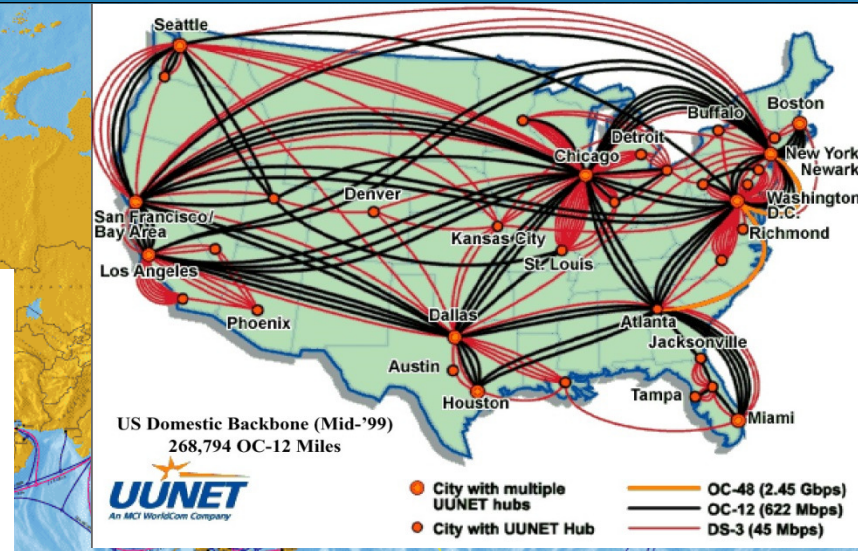 Seattle
Buffalo
Boston
Detroit
Chicago
New York
Newark
Denver
Washington
D.C.
San Francisco/
Bay Area
Kansas City
Richmond
St. Louis
Los Angeles
Phoenix
Dallas
Atlanta
Jacksonville
Austin
Houston
Tampa
Miami
US Domestic Backbone (Mid-'99)
268,794 OC-12 Miles
UUNET
An MCI WorldCom Company
City with multiple
UUNET hubs
City with UUNET Hub
OC-48 (2.45 Gbps)
OC-12 (622 Mbps)
DS-3 (45 Mbps)